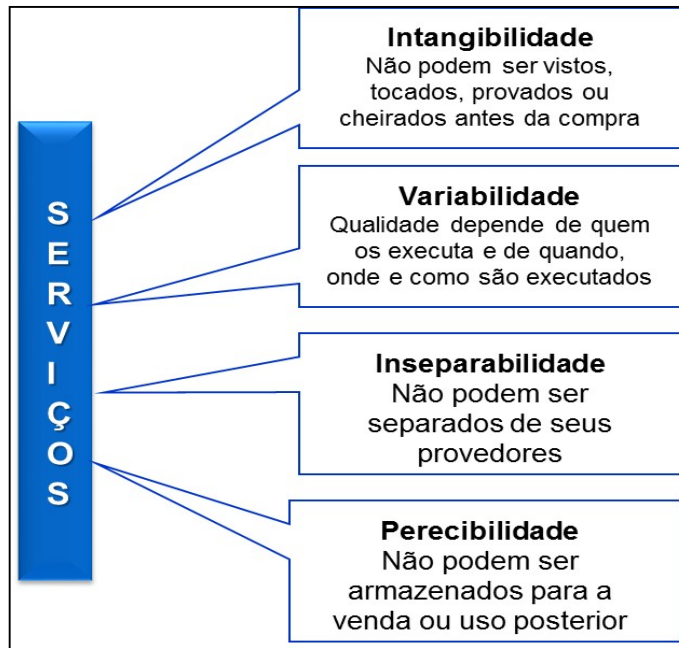 SERVIÇOS
Intangibilidade
Não podem ser vistos,
tocados, provados ou
cheirados antes da compra
Variabilidade
Qualidade depende de quem
os executa e de quando,
onde e como são executados
Inseparabilidade
Não podem ser
separados de seus
provedores
Perecibilidade
Não podem ser
armazenados para a
venda ou uso posterior